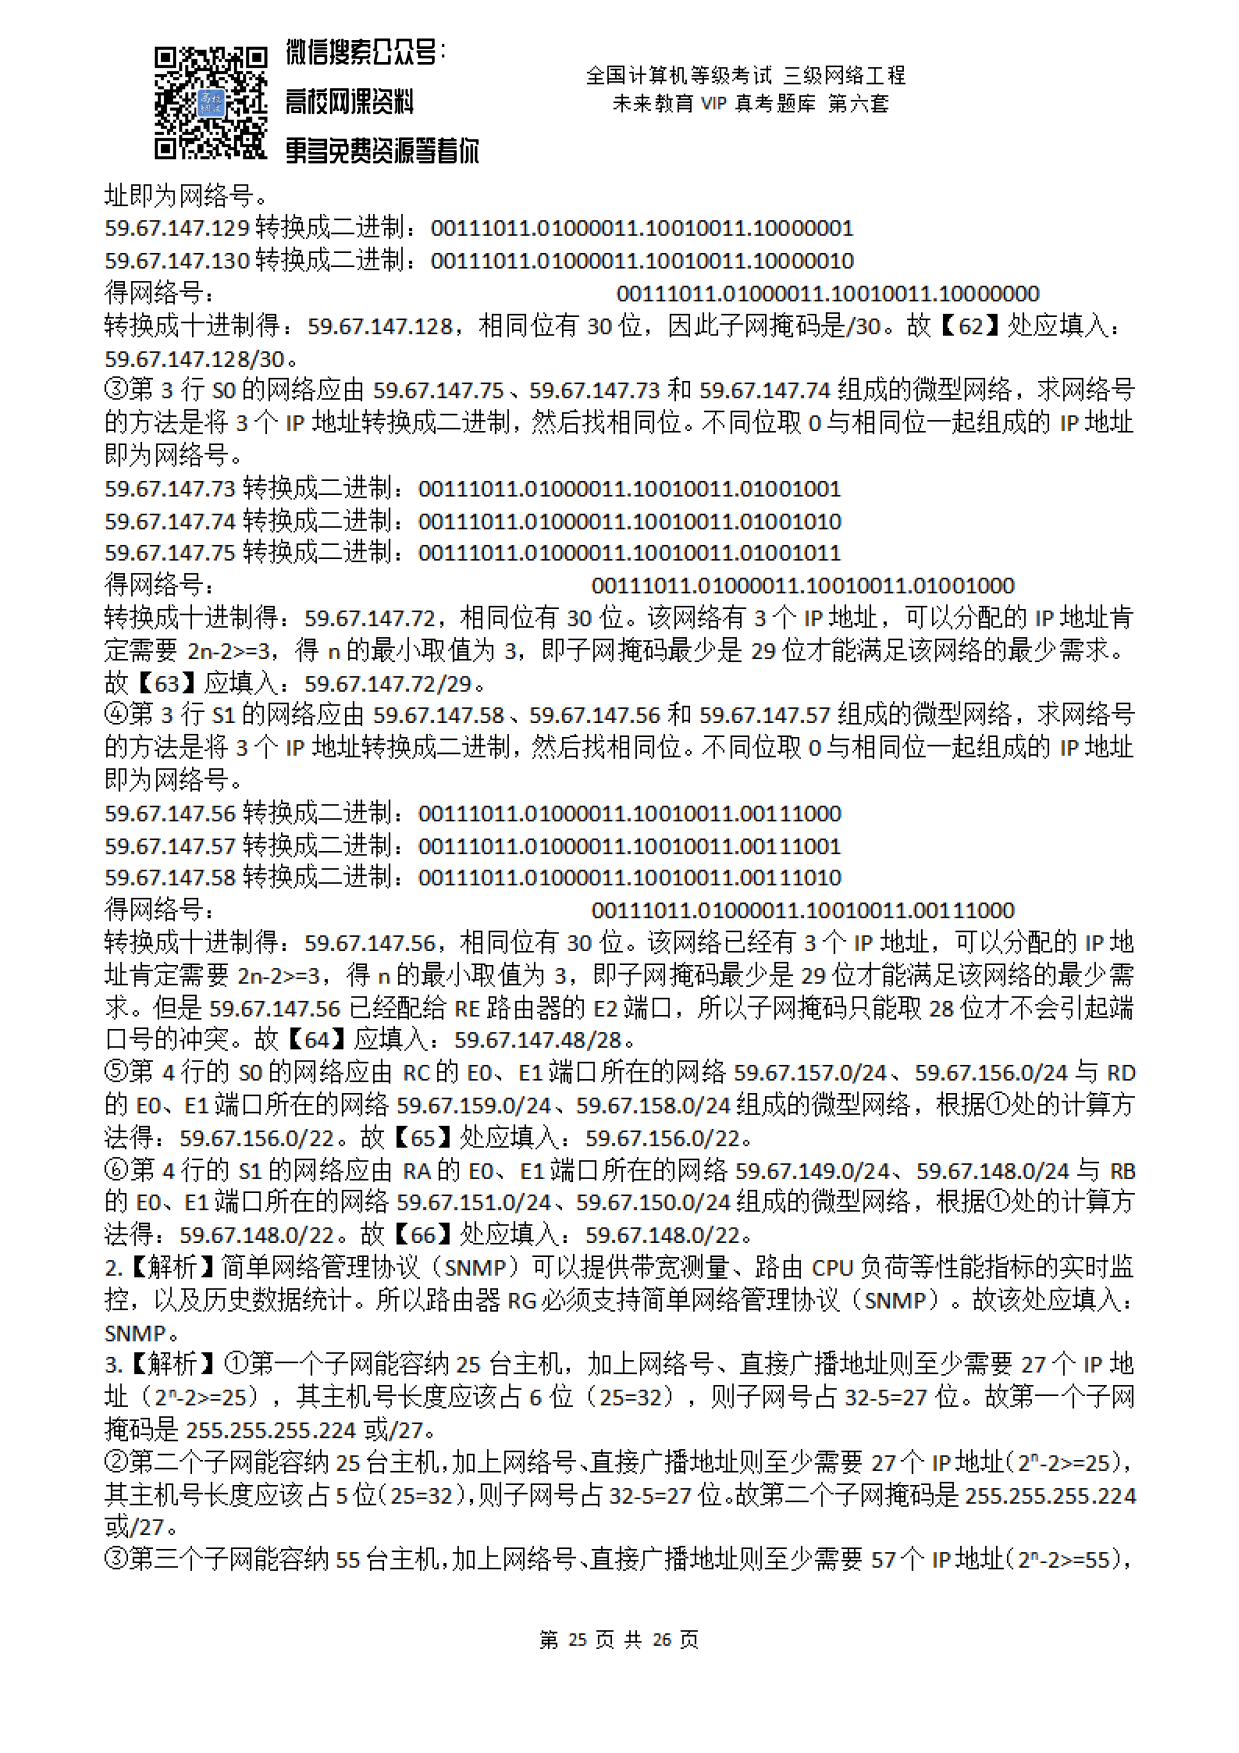 微信搜索公众号：
高校网课资料
更多免费资源等着你
全国计算机等级考试 三级网络工程
未来教育 VIP 真考题库 第六套
址即为网络号。
59.67.147.129 转换成二进制：00111011.01000011.10010011.10000001
59.67.147.130 转换成二进制：00111011.01000011.10010011.10000010
得网络号： 00111011.01000011.10010011.10000000
转换成十进制得：59.67.147.128，相同位有 30 位，因此子网掩码是/30。故【62】处应填入：
59.67.147.128/30。
③第 3 行 S0 的网络应由 59.67.147.75、59.67.147.73 和 59.67.147.74 组成的微型网络，求网络号
的方法是将 3 个 IP 地址转换成二进制，然后找相同位。不同位取 0 与相同位一起组成的 IP 地址
即为网络号。
59.67.147.73 转换成二进制：00111011.01000011.10010011.01001001
59.67.147.74 转换成二进制：00111011.01000011.10010011.01001010
59.67.147.75 转换成二进制：00111011.01000011.10010011.01001011
得网络号： 00111011.01000011.10010011.01001000
转换成十进制得：59.67.147.72，相同位有 30 位。该网络有 3 个 IP 地址，可以分配的 IP 地址肯
定需要 2n-2>=3，得 n 的最小取值为 3，即子网掩码最少是 29 位才能满足该网络的最少需求。
故【63】应填入：59.67.147.72/29。
④第 3 行 S1 的网络应由 59.67.147.58、59.67.147.56 和 59.67.147.57 组成的微型网络，求网络号
的方法是将 3 个 IP 地址转换成二进制，然后找相同位。不同位取 0 与相同位一起组成的 IP 地址
即为网络号。
59.67.147.56 转换成二进制：00111011.01000011.10010011.00111000
59.67.147.57 转换成二进制：00111011.01000011.10010011.00111001
59.67.147.58 转换成二进制：00111011.01000011.10010011.00111010
得网络号： 00111011.01000011.10010011.00111000
转换成十进制得：59.67.147.56，相同位有 30 位。该网络已经有 3 个 IP 地址，可以分配的 IP 地
址肯定需要 2n-2>=3，得 n 的最小取值为 3，即子网掩码最少是 29 位才能满足该网络的最少需
求。但是 59.67.147.56 已经配给 RE 路由器的 E2 端口，所以子网掩码只能取 28 位才不会引起端
口号的冲突。故【64】应填入：59.67.147.48/28。
⑤第 4 行的 S0 的网络应由 RC 的 E0、E1 端口所在的网络 59.67.157.0/24、59.67.156.0/24 与 RD
的 E0、E1 端口所在的网络 59.67.159.0/24、59.67.158.0/24 组成的微型网络，根据①处的计算方
法得：59.67.156.0/22。故【65】处应填入：59.67.156.0/22。
⑥第 4 行的 S1 的网络应由 RA 的 E0、E1 端口所在的网络 59.67.149.0/24、59.67.148.0/24 与 RB
的 E0、E1 端口所在的网络 59.67.151.0/24、59.67.150.0/24 组成的微型网络，根据①处的计算方
法得：59.67.148.0/22。故【66】处应填入：59.67.148.0/22。
2.【解析】简单网络管理协议（SNMP）可以提供带宽测量、路由 CPU 负荷等性能指标的实时监
控，以及历史数据统计。所以路由器 RG 必须支持简单网络管理协议（SNMP）。故该处应填入：
SNMP。
3.【解析】①第一个子网能容纳 25 台主机，加上网络号、直接广播地址则至少需要 27 个 IP 地
址（2ⁿ-2>=25），其主机号长度应该占 6 位（25=32），则子网号占 32-5=27 位。故第一个子网
掩码是 255.255.255.224 或/27。
②第二个子网能容纳 25 台主机，加上网络号、直接广播地址则至少需要 27 个 IP 地址（2ⁿ-2>=25），
其主机号长度应该占 5 位（25=32），则子网号占 32-5=27 位。故第二个子网掩码是 255.255.255.224
或/27。
③第三个子网能容纳 55 台主机，加上网络号、直接广播地址则至少需要 57 个 IP 地址（2ⁿ-2>=55），
第 25 页 共 26 页